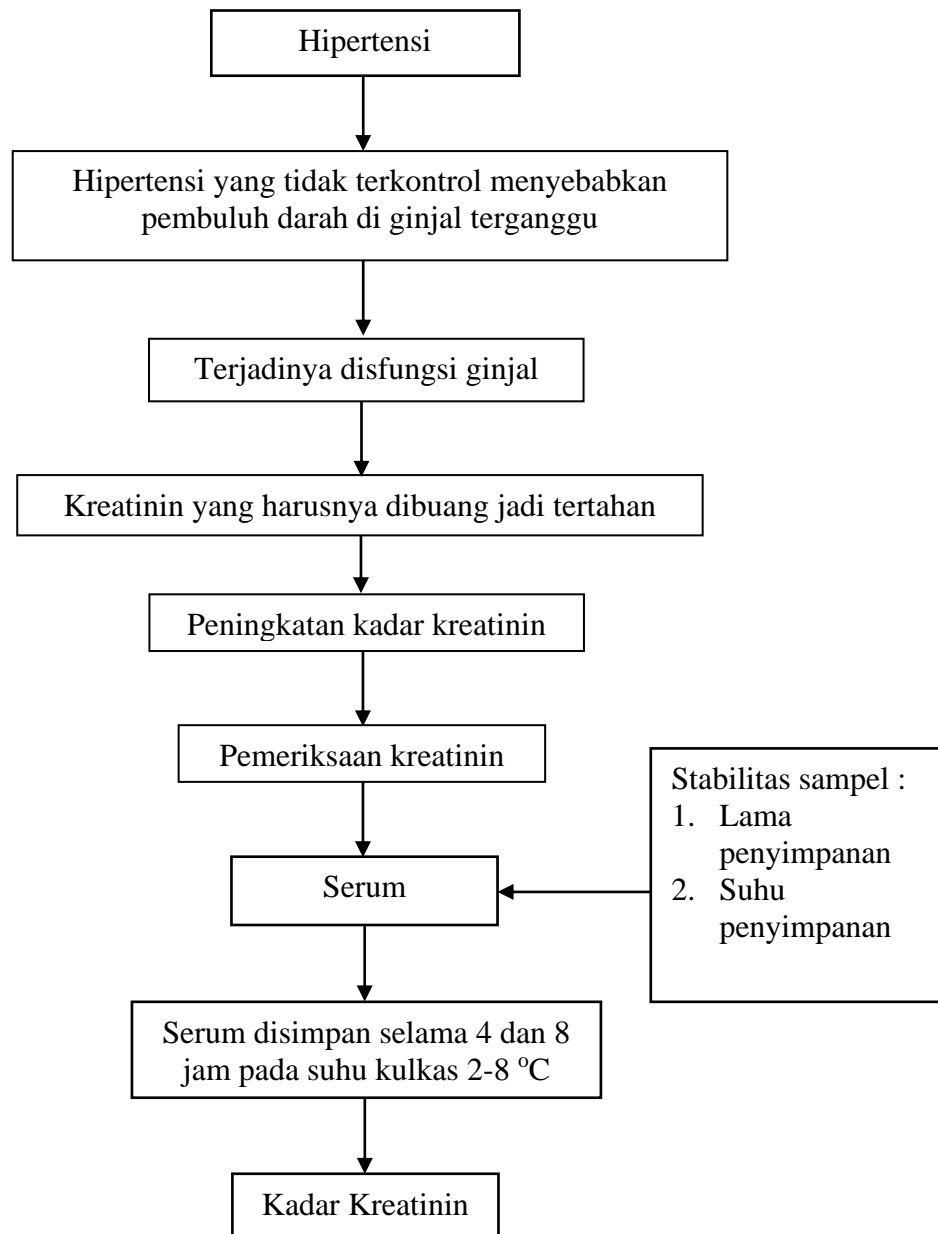 Hipertensi
Hipertensi yang tidak terkontrol menyebabkan
pembuluh darah di ginjal terganggu
Terjadinya disfungsi ginjal
Kreatinin yang harusnya dibuang jadi tertahan
Peningkatan kadar kreatinin
Pemeriksaan kreatinin
Stabilitas sampel :
1. Lama
penyimpanan
2. Suhu
penyimpanan
Serum
Serum disimpan selama 4 dan 8
jam pada suhu kulkas 2-8 ºC
Kadar Kreatinin